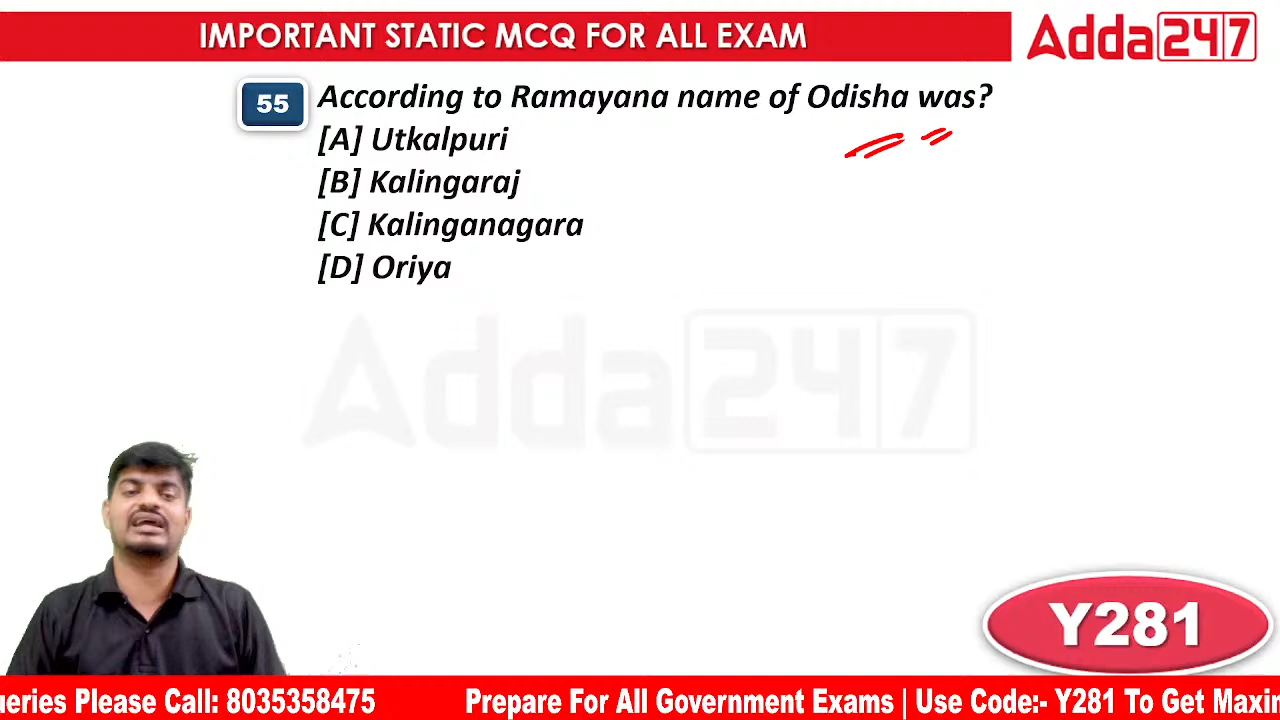 IMPORTANT STATIC MCQ FOR ALL EXAM
Adda247
55
According to Ramayana name of Odisha was?
[A] Utkalpuri
[B] Kalingaraj
[C] Kalinganagara
[D] Oriya
Adda247
Y281
ueries Please Call: 8035358475 Prepare For All Government Exams | Use Code:- Y281 To Get Maxin